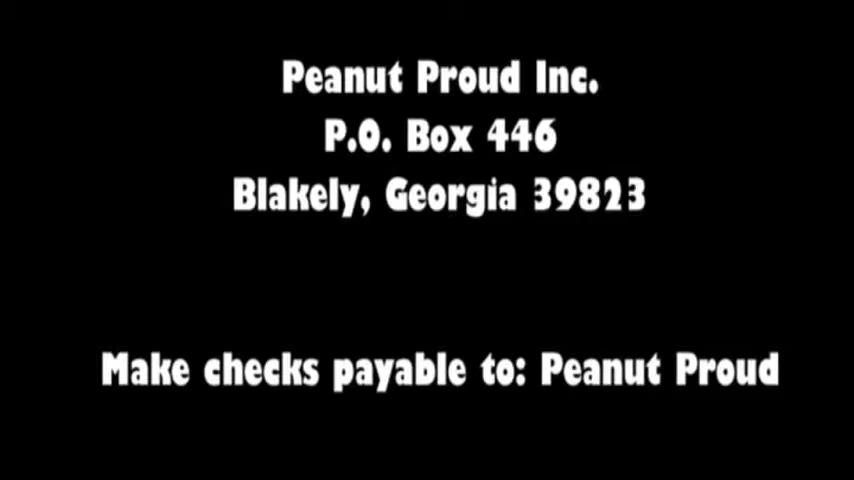 Peanut Proud Inc.
P.O. Box 446
Blakely, Georgia 39823
Make checks payable to: Peanut Proud